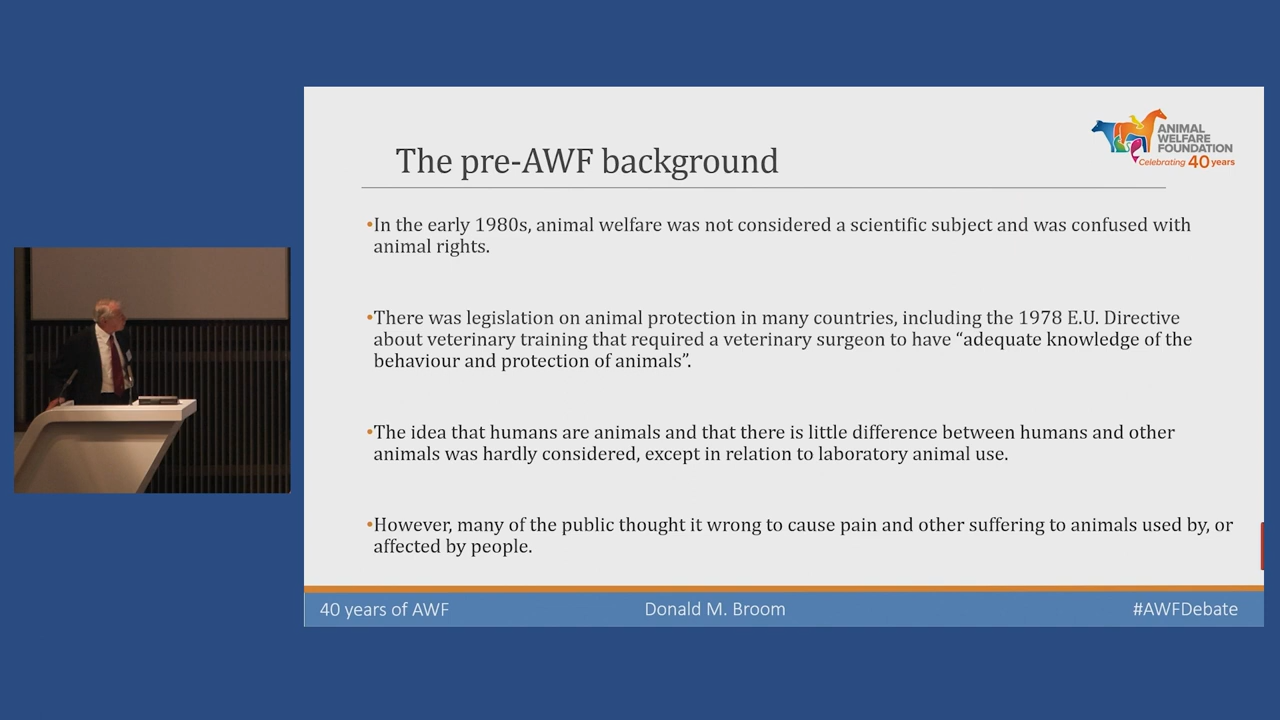 ANIMAL
WELFARE
FOUNDATION
Celebrating 40 years
The pre-AWF background
•In the early 1980s, animal welfare was not considered a scientific subject and was confused with
animal rights.
•There was legislation on animal protection in many countries, including the 1978 E.U. Directive
about veterinary training that required a veterinary surgeon to have “adequate knowledge of the
behaviour and protection of animals”.
•The idea that humans are animals and that there is little difference between humans and other
animals was hardly considered, except in relation to laboratory animal use.
•However, many of the public thought it wrong to cause pain and other suffering to animals used by, or
affected by people.
40 years of AWF
Donald M. Broom
#AWFDebate